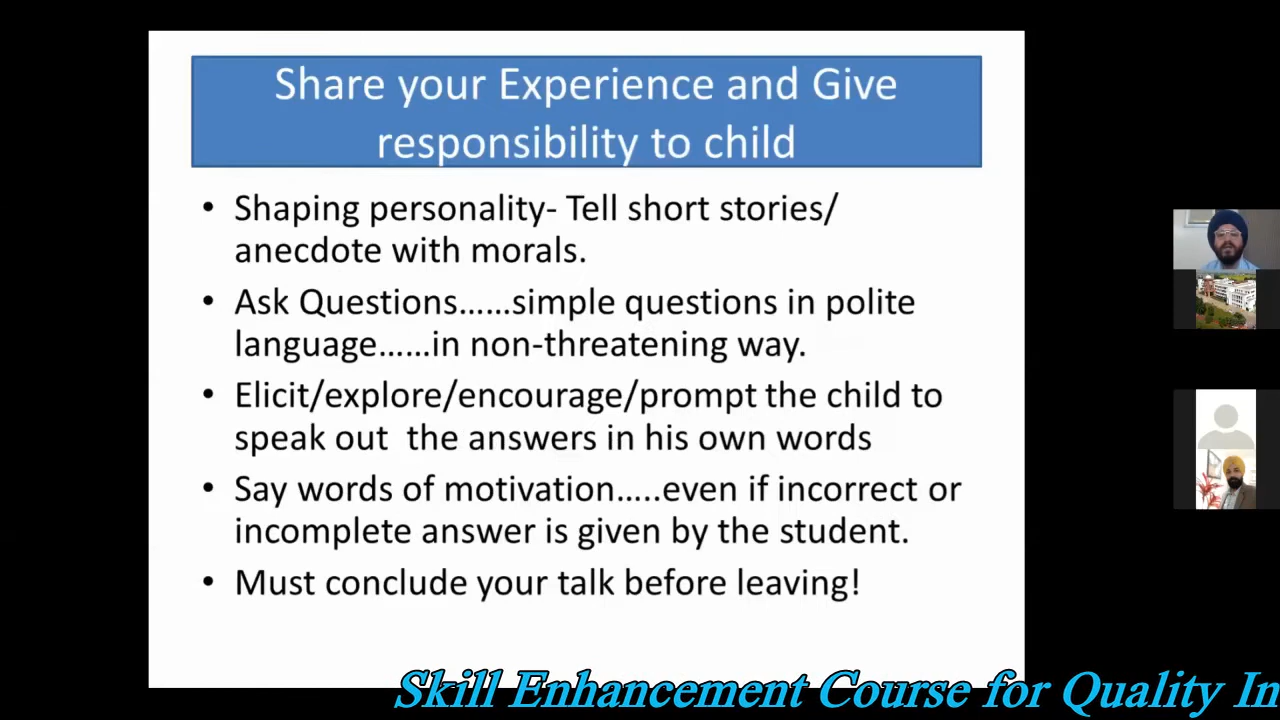 Share your Experience and Give
responsibility to child
• Shaping personality- Tell short stories/
anecdote with morals.
• Ask Questions……simple questions in polite
language……in non-threatening way.
• Elicit/explore/encourage/prompt the child to
speak out  the answers in his own words
• Say words of motivation…..even if incorrect or
incomplete answer is given by the student.
• Must conclude your talk before leaving!
Skill Enhancement Course for Quality In